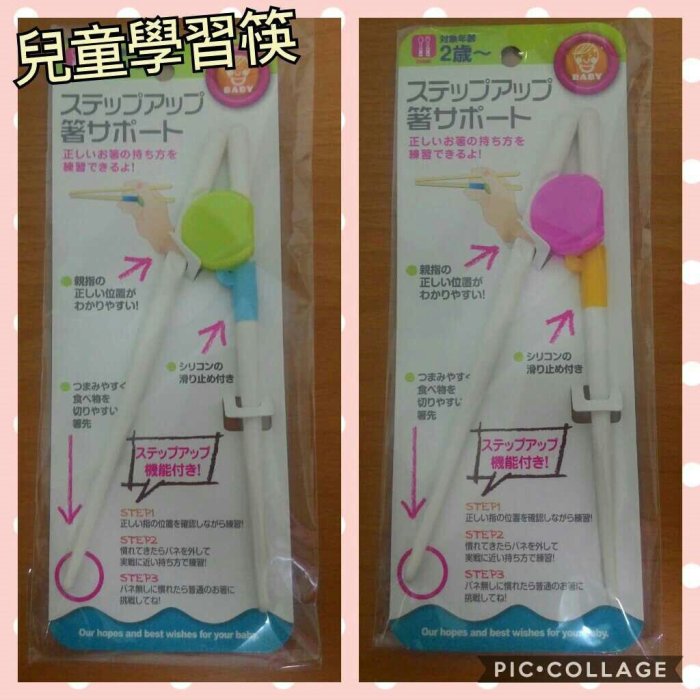 兒童學習筷
BABY
ステップアップ
箸サポート
正しいお箸の持ち方を
練習できるよ!
親指の
正しい位置が
わかりやすい!
シリコンの
滑り止め付き
つまみやすく
食べ物を
切りやすい
箸先
ステップアップ
機能付き!
STEP1
正しい指の位置を確認しながら練習!
STEP2
慣れてきたらバネを外して
実戦に近い持ち方で練習!
STEP3
バネ無しに慣れたら普通のお箸に
挑戦してね!
Our hopes and best wishes for your baby.
対象年齢
2歳～
BABY
ステップアップ
箸サポート
正しいお箸の持ち方を
練習できるよ!
親指の
正しい位置が
わかりやすい!
シリコンの
滑り止め付き
つまみやすく
食べ物を
切りやすい
箸先
ステップアップ
機能付き!
STEP1
正しい指の位置を確認しながら練習!
STEP2
慣れてきたらバネを外して
実戦に近い持ち方で練習!
STEP3
バネ無しに慣れたら普通のお箸に
挑戦してね!
Our hopes and best wishes for your baby.
PIC•COLLAGE